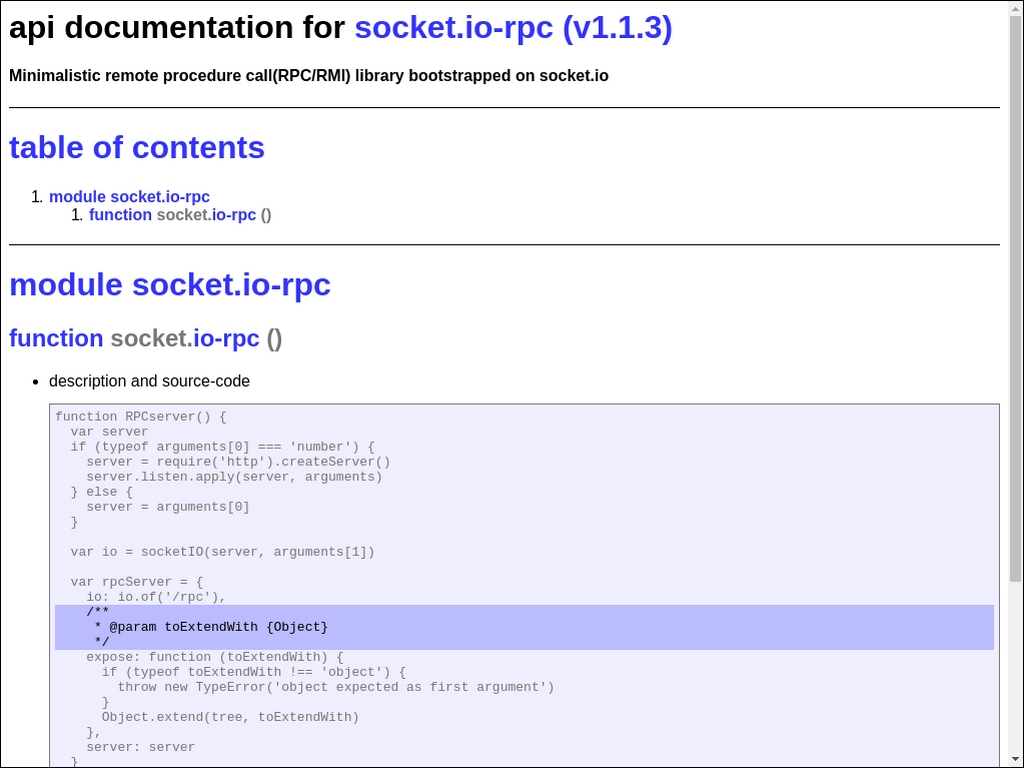 api documentation for socket.io-rpc (v1.1.3)
Minimalistic remote procedure call(RPC/RMI) library bootstrapped on socket.io
table of contents
1. module socket.io-rpc
1. function socket.io-rpc ()
module socket.io-rpc
function socket.io-rpc ()
• description and source-code
function RPCserver() {
  var server
  if (typeof arguments[0] === 'number') {
    server = require('http').createServer()
    server.listen.apply(server, arguments)
  } else {
    server = arguments[0]
  }
  var io = socketIO(server, arguments[1])
  var rpcServer = {
    io: io.of('/rpc'),
    /**
     * @param toExtendWith {Object}
     */
    expose: function (toExtendWith) {
      if (typeof toExtendWith !== 'object') {
        throw new TypeError('object expected as first argument')
      }
      Object.extend(tree, toExtendWith)
    },
    server: server
  }